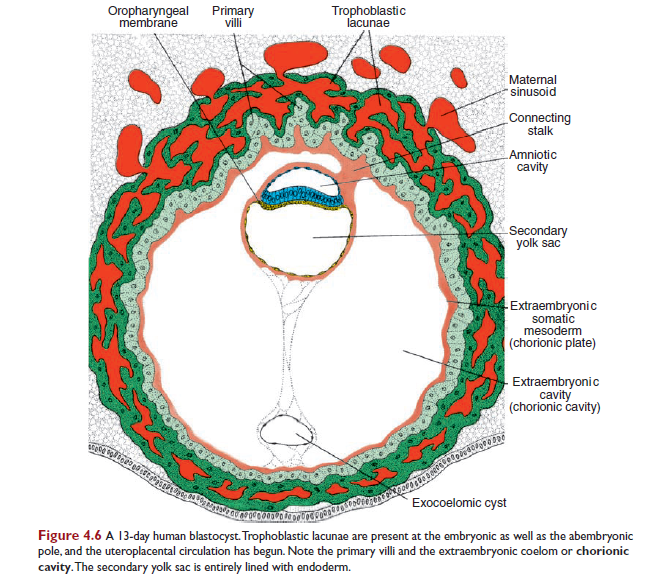 Oropharyngeal
membrane
Primary
villi
Trophoblastic
lacunae
Maternal
sinusoid
Connecting
stalk
Amniotic
cavity
Secondary
yolk sac
Extraembryonic
somatic
mesoderm
(chorionic plate)
Extraembryonic
cavity
(chorionic cavity)
Exocoelomic cyst
Figure 4.6 A 13-day human blastocyst. Trophoblastic lacunae are present at the embryonic as well as the abembryonic
pole, and the uteroplacental circulation has begun. Note the primary villi and the extraembryonic coelom or chorionic
cavity. The secondary yolk sac is entirely lined with endoderm.